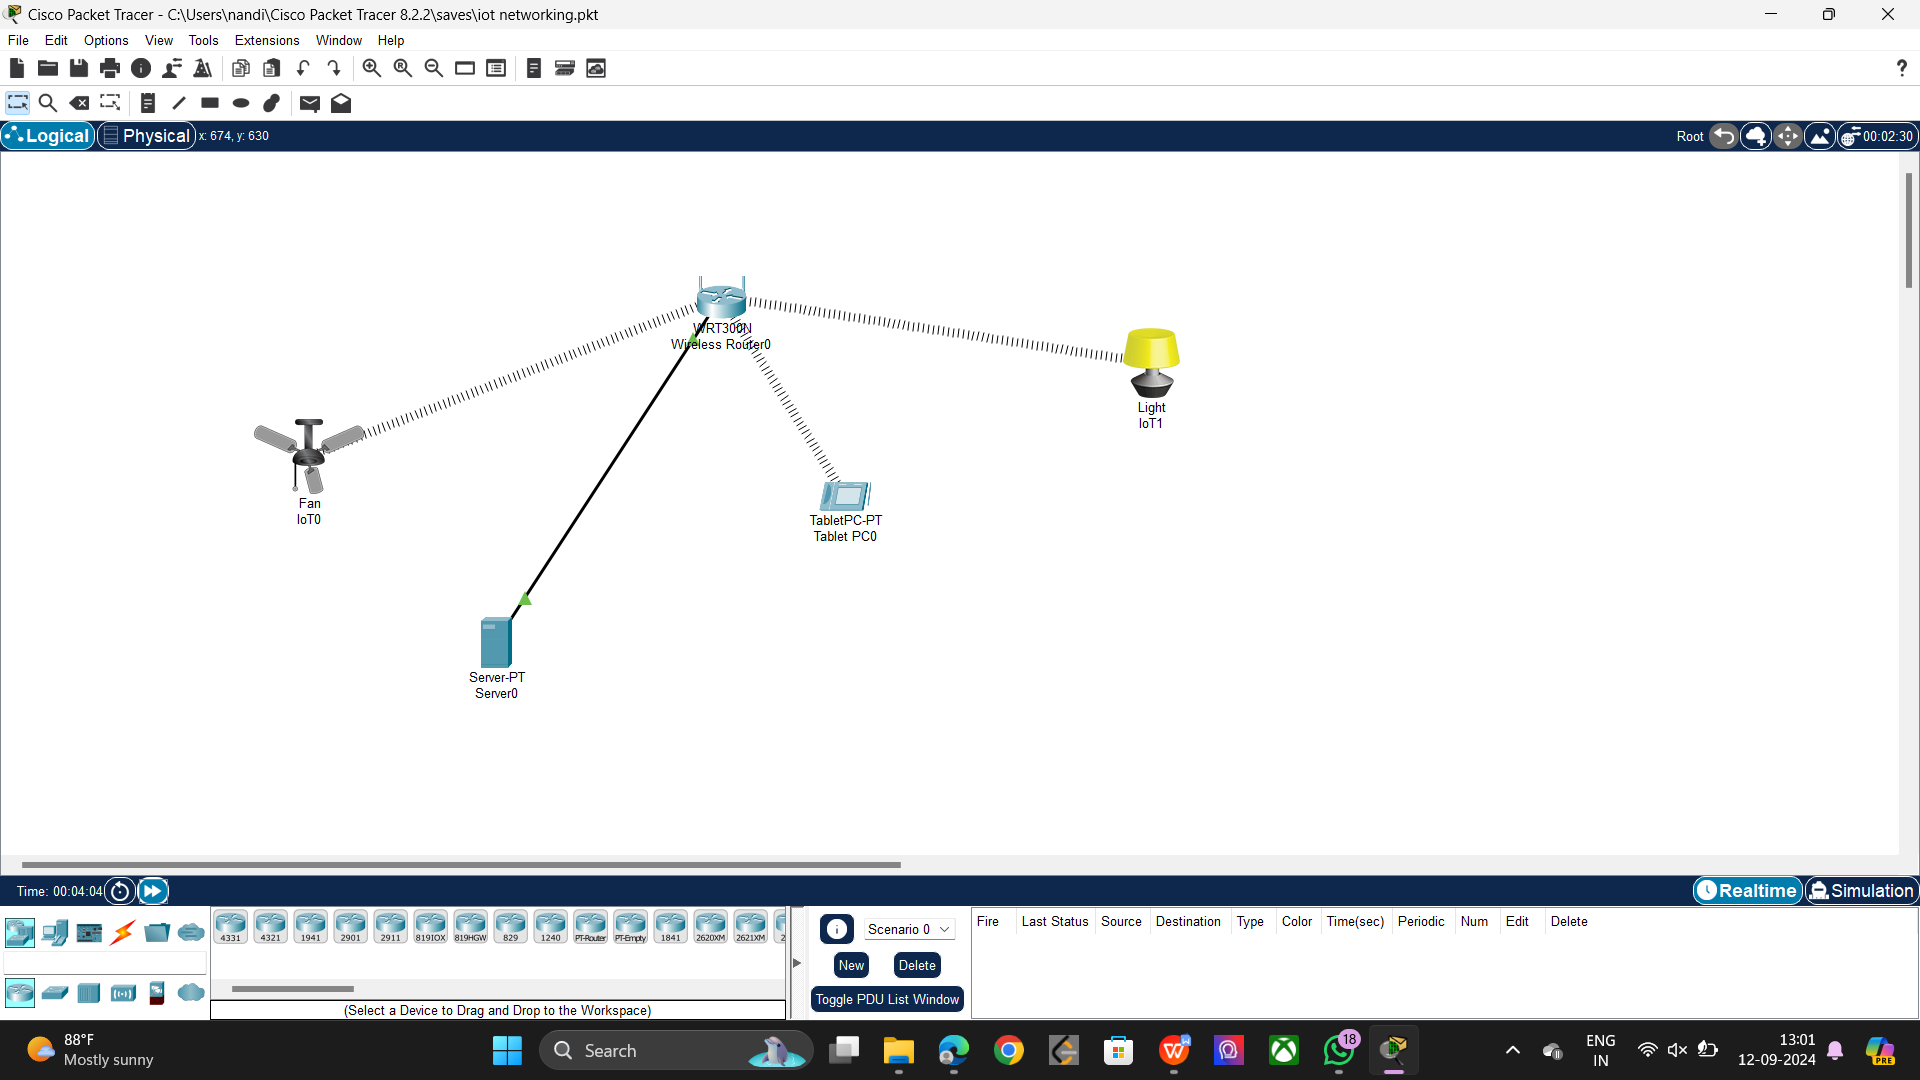 Cisco Packet Tracer - C:\Users\nandi\Cisco Packet Tracer 8.2.2\saves\iot networking.pkt
File Edit Options View Tools Extensions Window Help
?
Logical Physical x: 674, y: 630 Root 00:02:30
WRT300N
Wireless Router0
Light
IoT1
Fan
IoT0
TabletPC-PT
Tablet PC0
Server-PT
Server0
Time: 00:04:04 Realtime Simulation
4331 4321 1941 2901 2911 819IOX 819HGW 829 1240 PT-Router PT-Empty 1841 2620XM 2621XM 2
(Select a Device to Drag and Drop to the Workspace)
Scenario 0
New Delete
Toggle PDU List Window
Fire Last Status Source Destination Type Color Time(sec) Periodic Num Edit Delete
88°F
Mostly sunny
Search
18
ENG
IN
13:01
12-09-2024
PRE